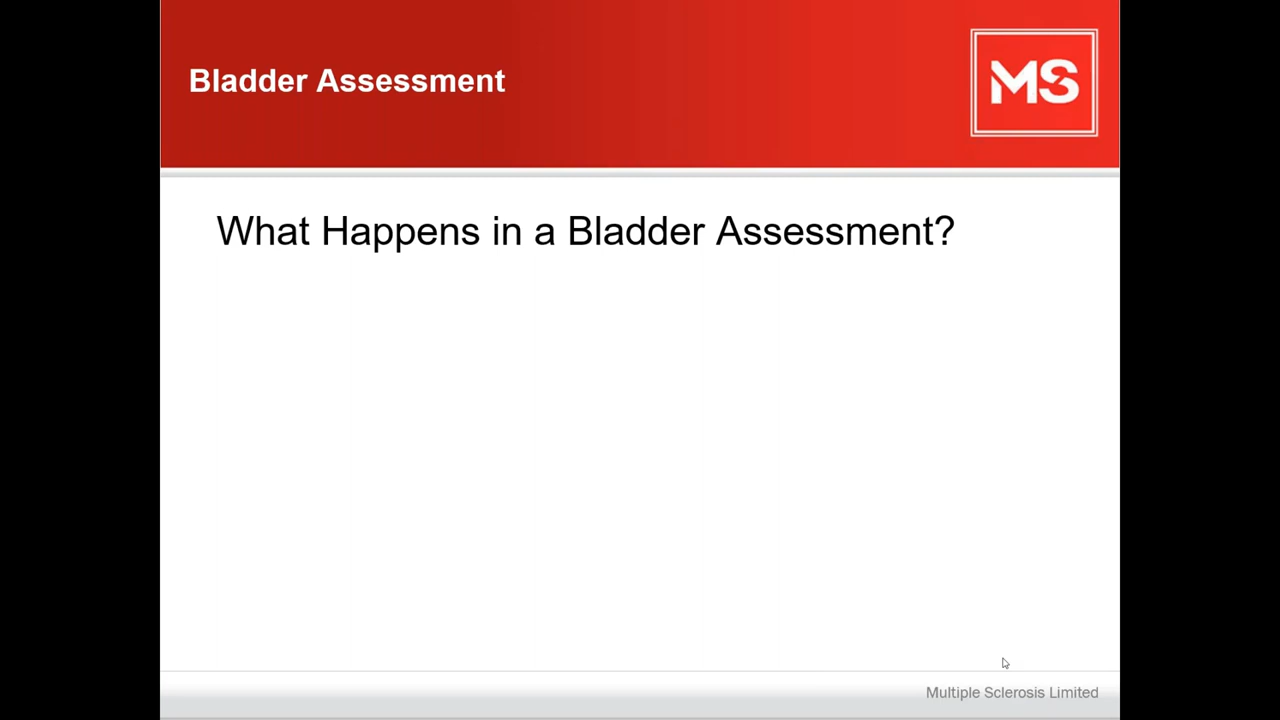 Bladder Assessment
MS
What Happens in a Bladder Assessment?
Multiple Sclerosis Limited